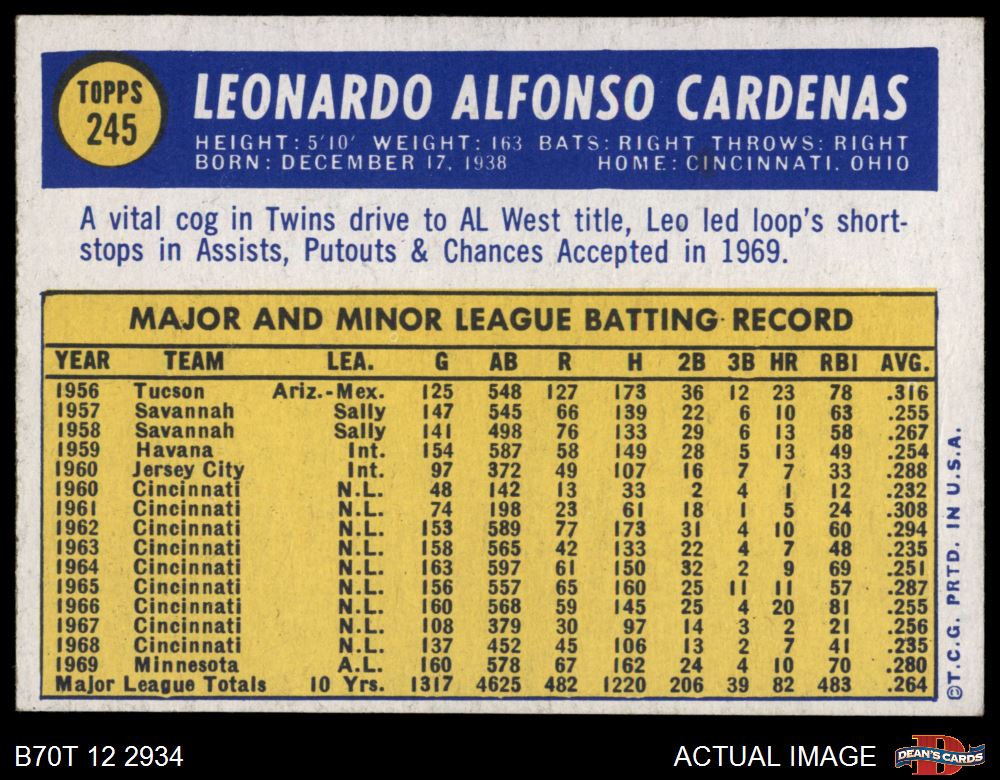 TOPPS
245
LEONARDO ALFONSO CARDENAS
HEIGHT: 5'10' WEIGHT: 163 BATS: RIGHT THROWS: RIGHT
BORN: DECEMBER 17, 1938 HOME: CINCINNATI, OHIO
A vital cog in Twins drive to AL West title, Leo led loop's short-
stops in Assists, Putouts & Chances Accepted in 1969.
MAJOR AND MINOR LEAGUE BATTING RECORD
YEAR TEAM LEA. G AB R H 2B 3B HR RBI AVG.
1956 Tucson Ariz.-Mex. 125 548 127 173 36 12 23 78 .316
1957 Savannah Sally 147 545 66 139 22 6 10 63 .255
1958 Savannah Sally 141 498 76 133 29 6 13 58 .267
1959 Havana Int. 154 587 58 149 28 5 13 49 .254
1960 Jersey City Int. 97 372 49 107 16 7 7 33 .288
1960 Cincinnati N.L. 48 142 13 33 2 4 1 12 .232
1961 Cincinnati N.L. 74 198 23 61 18 1 5 24 .308
1962 Cincinnati N.L. 153 589 77 173 31 4 10 60 .294
1963 Cincinnati N.L. 158 565 42 133 22 4 7 48 .235
1964 Cincinnati N.L. 163 597 61 150 32 2 9 69 .251
1965 Cincinnati N.L. 156 557 65 160 25 11 11 57 .287
1966 Cincinnati N.L. 160 568 59 145 25 4 20 81 .255
1967 Cincinnati N.L. 108 379 30 97 14 3 2 21 .256
1968 Cincinnati N.L. 137 452 45 106 13 2 7 41 .235
1969 Minnesota A.L. 160 578 67 162 24 4 10 70 .280
Major League Totals 10 Yrs. 1317 4625 482 1220 206 39 82 483 .264
©T.C.G. PRTD. IN U.S.A.
B70T 12 2934
ACTUAL IMAGE
D
DEAN'S CARDS